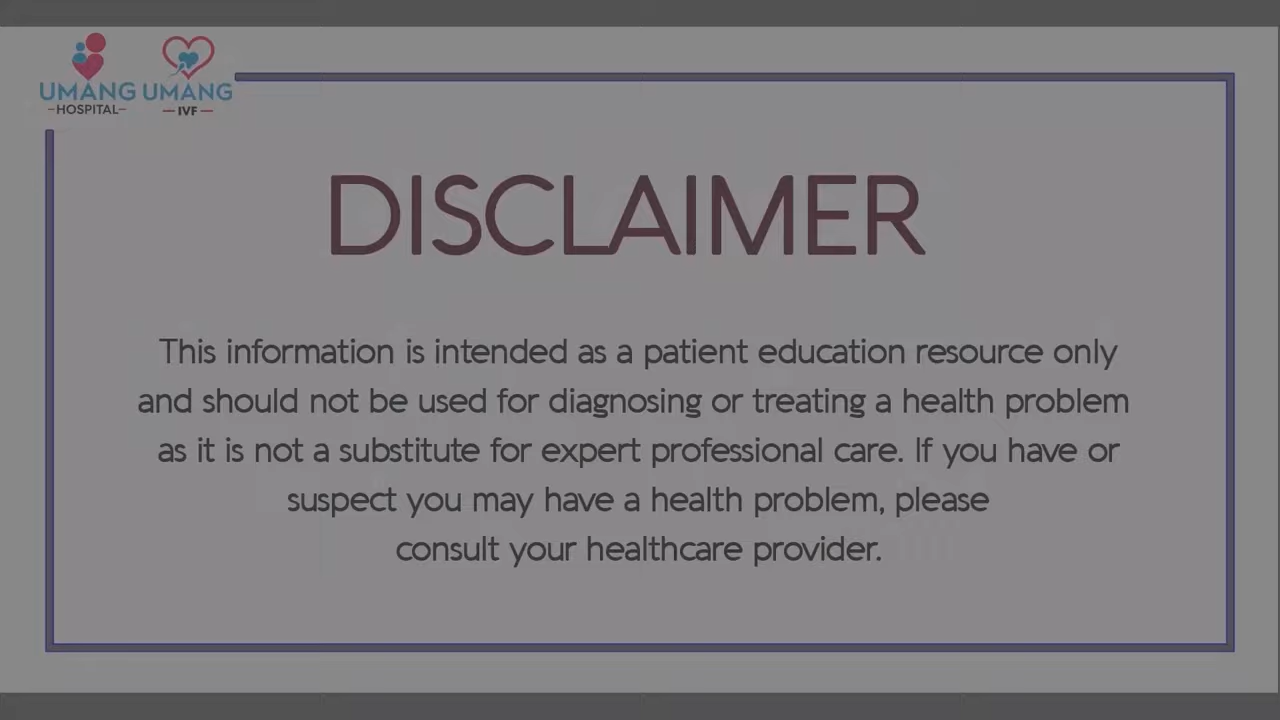 UMANG UMANG
-HOSPITAL- — IVF —
DISCLAIMER
This information is intended as a patient education resource only
and should not be used for diagnosing or treating a health problem
as it is not a substitute for expert professional care. If you have or
suspect you may have a health problem, please
consult your healthcare provider.